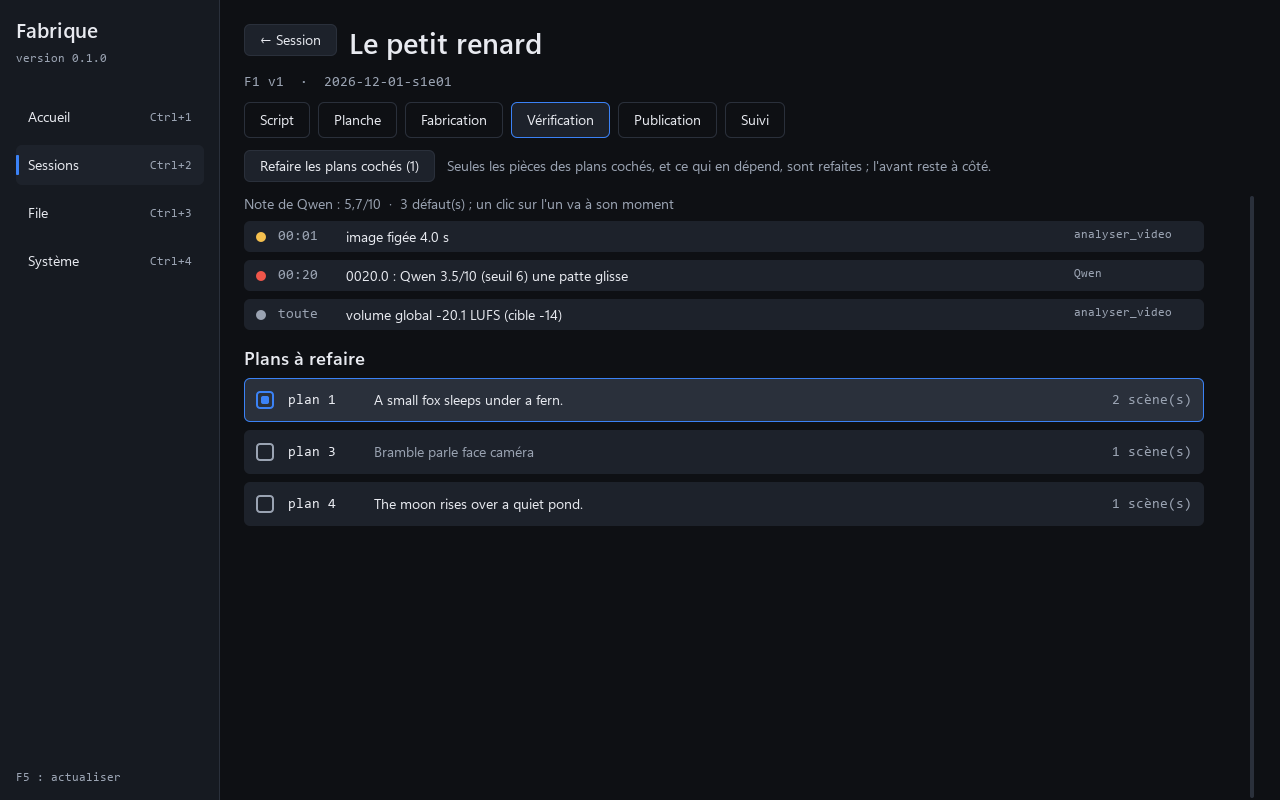 Fabrique
version 0.1.0
Accueil Ctrl+1
Sessions Ctrl+2
File Ctrl+3
Système Ctrl+4
F5 : actualiser
← Session Le petit renard
F1 v1 · 2026-12-01-s1e01
Script Planche Fabrication Vérification Publication Suivi
Refaire les plans cochés (1) Seules les pièces des plans cochés, et ce qui en dépend, sont refaites ; l'avant reste à côté.
Note de Qwen : 5,7/10 · 3 défaut(s) ; un clic sur l'un va à son moment
00:01 image figée 4.0 s analyser_video
00:20 0020.0 : Qwen 3.5/10 (seuil 6) une patte glisse Qwen
toute volume global -20.1 LUFS (cible -14) analyser_video
Plans à refaire
plan 1 A small fox sleeps under a fern. 2 scène(s)
plan 3 Bramble parle face caméra 1 scène(s)
plan 4 The moon rises over a quiet pond. 1 scène(s)